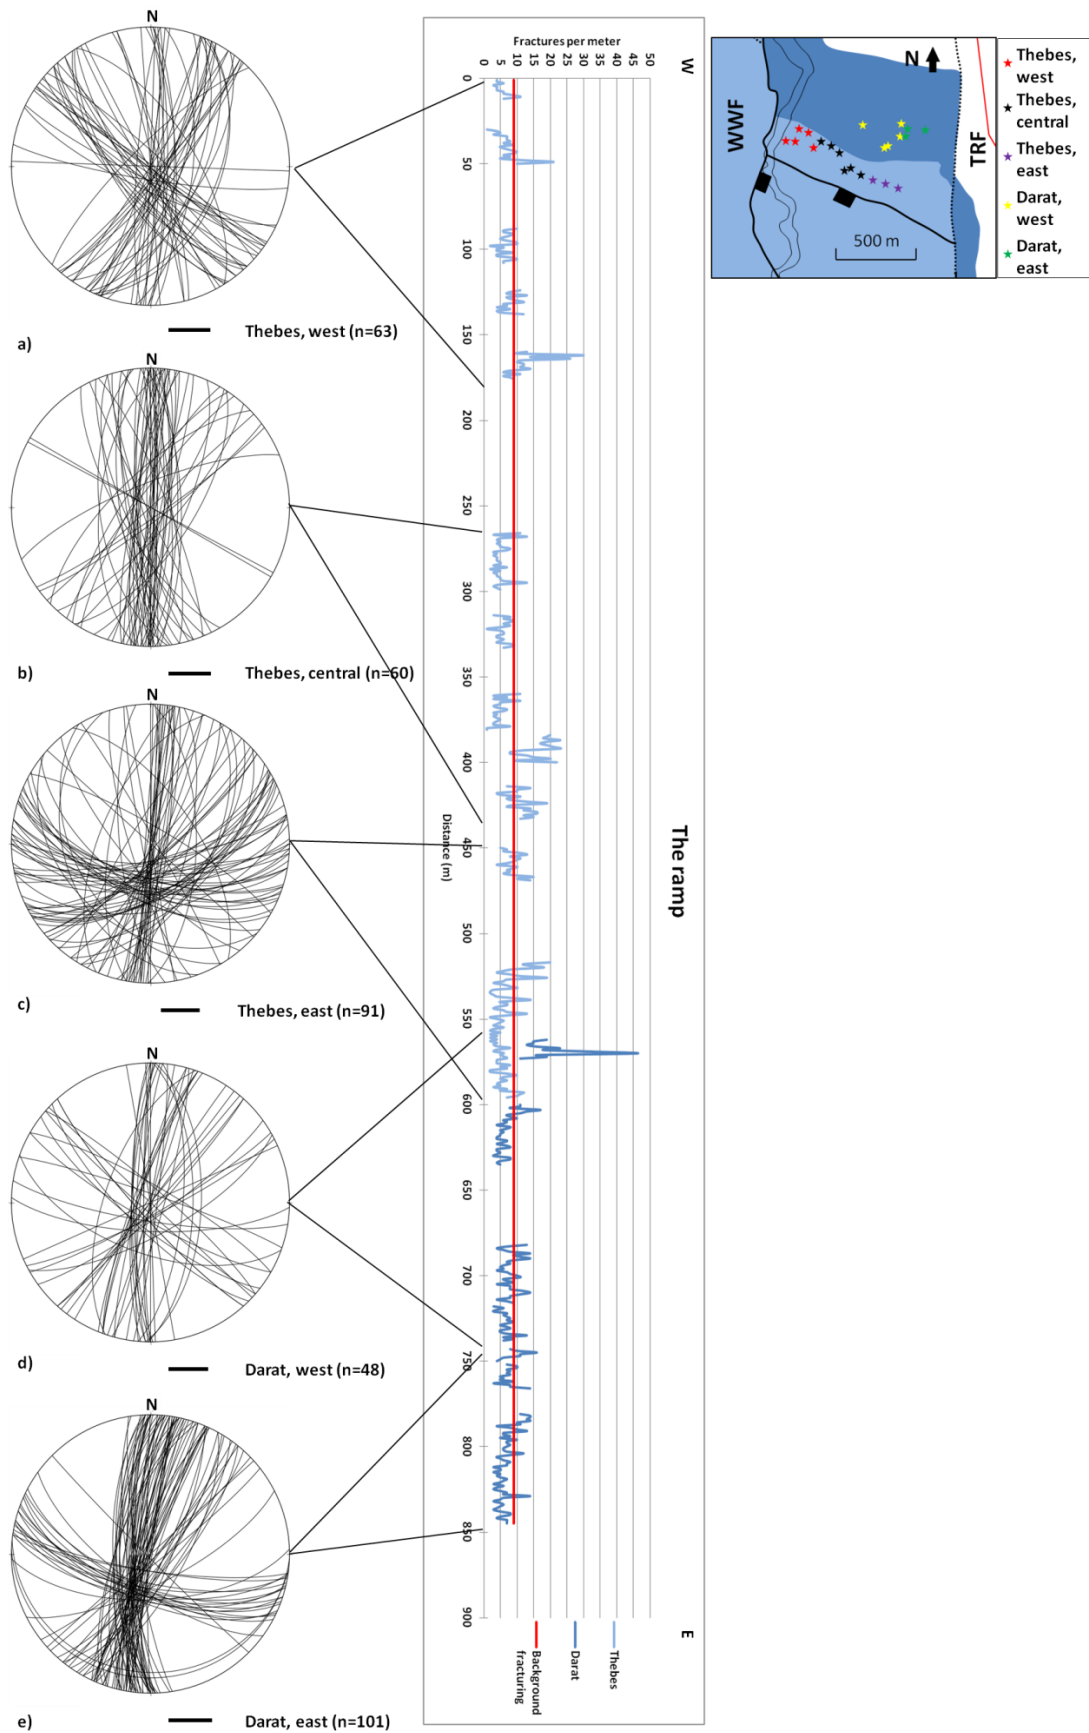 N
Thebes, west (n=63)
a)
N
Thebes, central (n=60)
b)
N
Thebes, east (n=91)
c)
N
Darat, west (n=48)
d)
N
Darat, east (n=101)
e)
The ramp
W
E
Fractures per meter
0 5 10 15 20 25 30 35 40 45 50
Distance (m)
0
50
100
150
200
250
300
350
400
450
500
550
600
650
700
750
800
850
900
Thebes
Darat
Background
fracturing
N
WWF
TRF
500 m
Thebes,
west
Thebes,
central
Thebes,
east
Darat,
west
Darat,
east